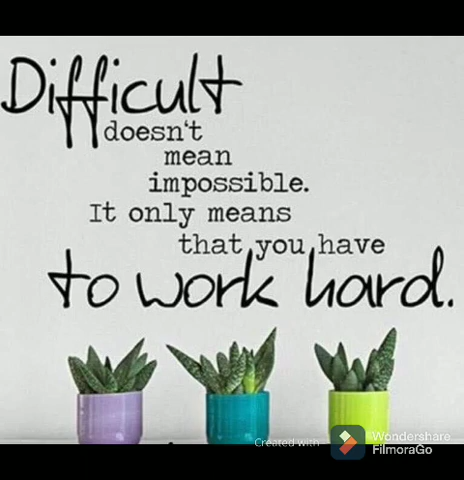 Difficult
doesn't
mean
impossible.
It only means
that you have
to work hard.
Created with
Wondershare
FilmoraGo